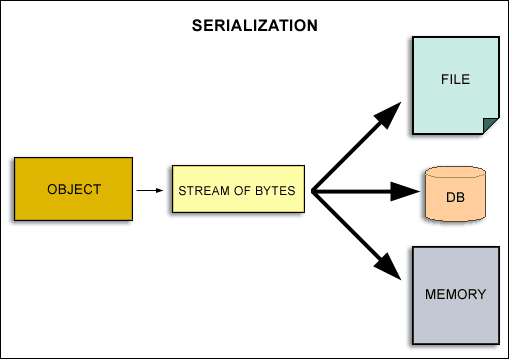 SERIALIZATION
FILE
OBJECT
STREAM OF BYTES
DB
MEMORY